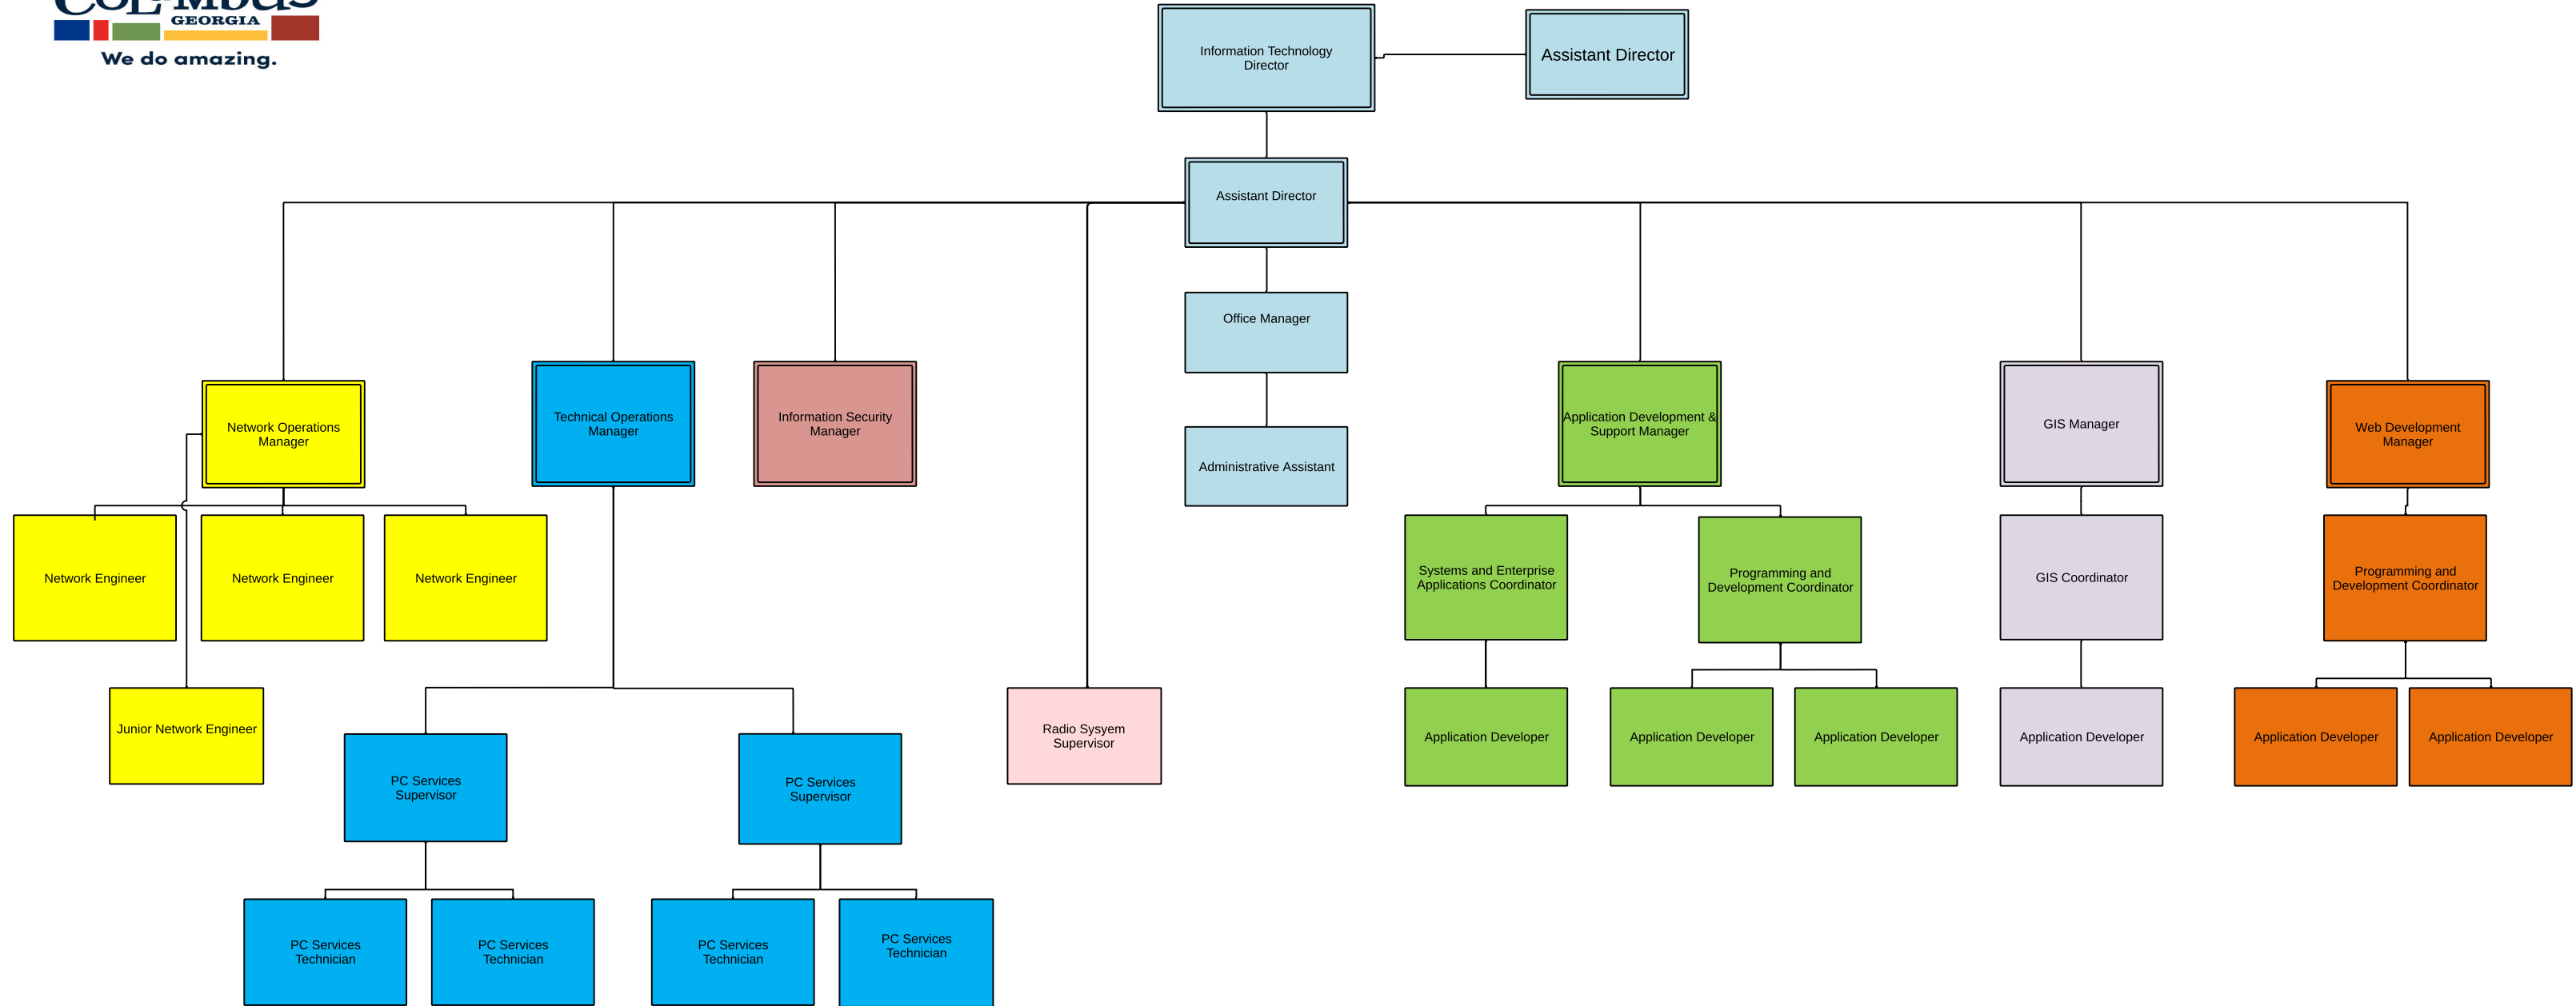 GEORGIA
We do amazing.
Information Technology
Director
Assistant Director
Assistant Director
Office Manager
Administrative Assistant
Network Operations
Manager
Technical Operations
Manager
Information Security
Manager
Application Development &
Support Manager
GIS Manager
Web Development
Manager
Network Engineer
Network Engineer
Network Engineer
Systems and Enterprise
Applications Coordinator
Programming and
Development Coordinator
GIS Coordinator
Programming and
Development Coordinator
Junior Network Engineer
PC Services
Supervisor
PC Services
Supervisor
Radio Sysyem
Supervisor
Application Developer
Application Developer
Application Developer
Application Developer
Application Developer
Application Developer
PC Services
Technician
PC Services
Technician
PC Services
Technician
PC Services
Technician